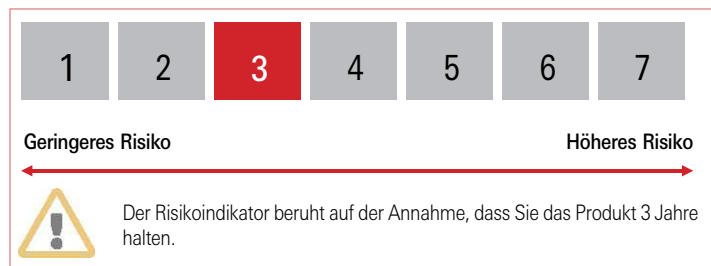 1 2 3 4 5 6 7
Geringeres Risiko Höheres Risiko
Der Risikoindikator beruht auf der Annahme, dass Sie das Produkt 3 Jahre
halten.